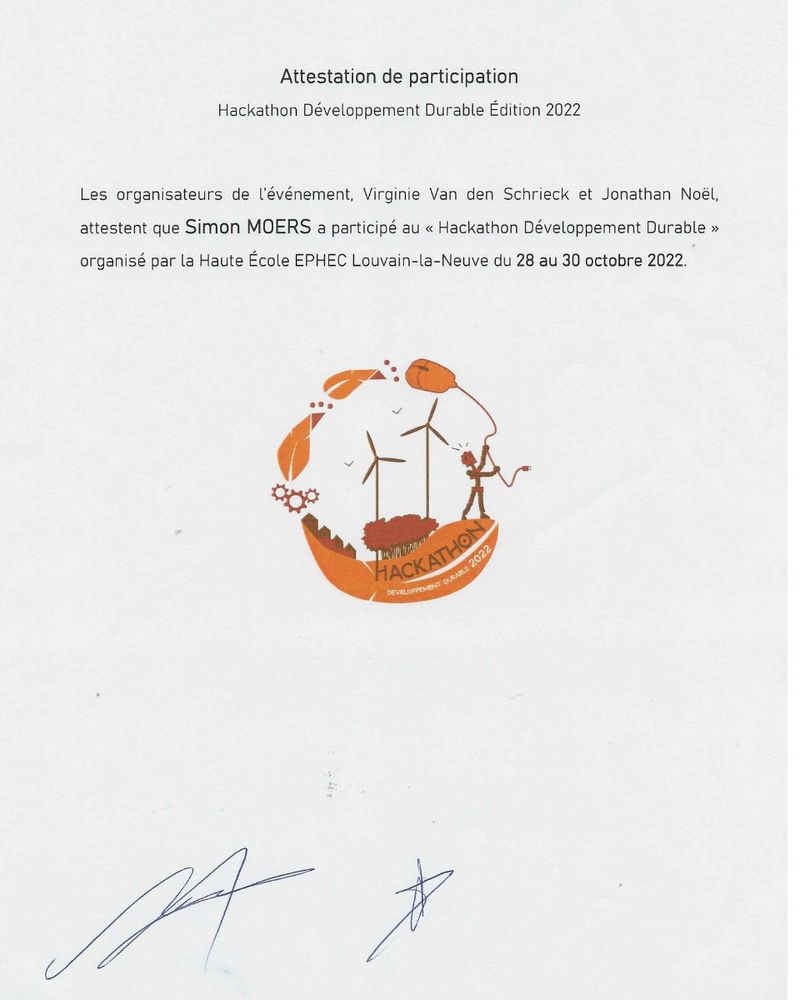 Attestation de participation
Hackathon Développement Durable Édition 2022
Les organisateurs de l'événement, Virginie Van den Schrieck et Jonathan Noël,
attestent que Simon MOERS a participé au « Hackathon Développement Durable »
organisé par la Haute École EPHEC Louvain-la-Neuve du 28 au 30 octobre 2022.
HACKATHON
DEVELOPPEMENT DURABLE 2022